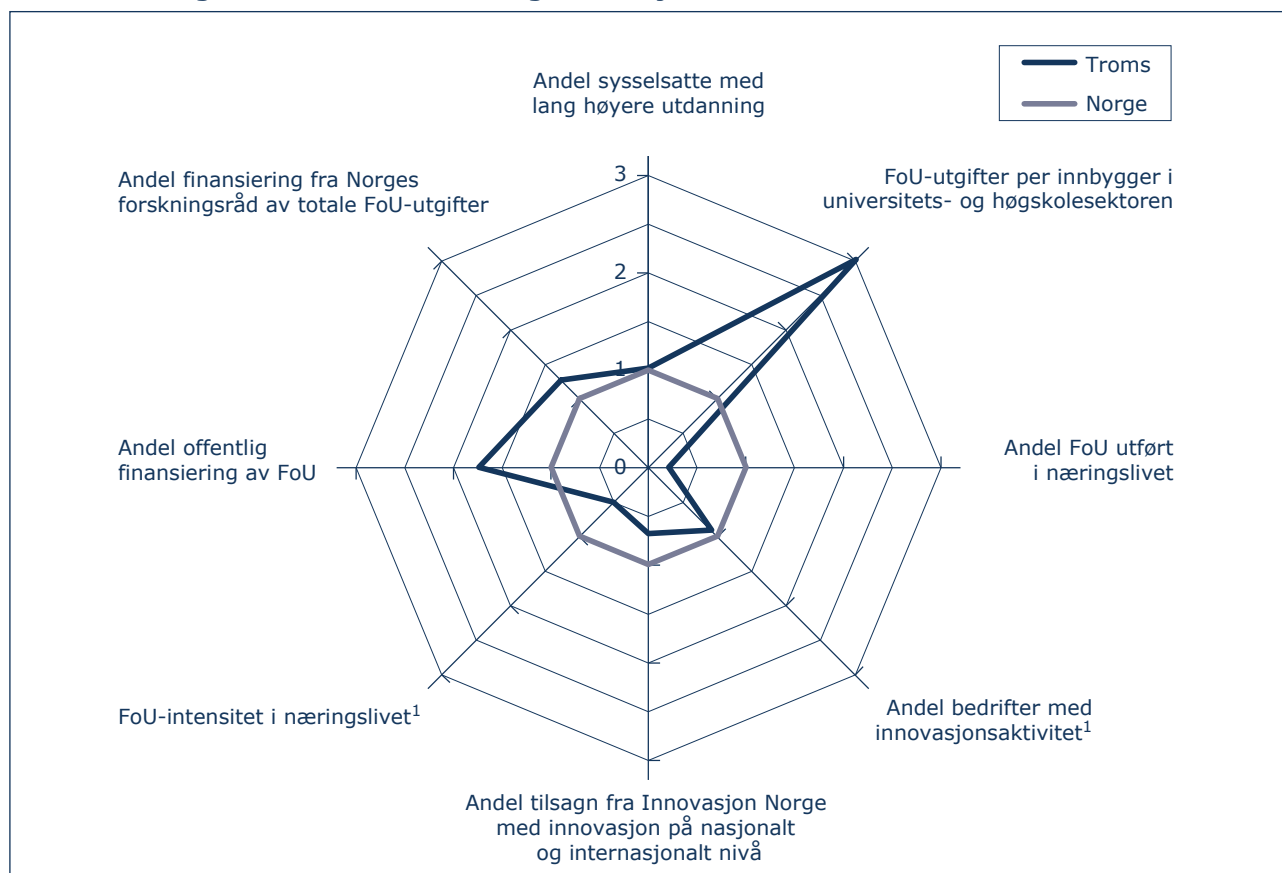 Troms
Norge
Andel sysselsatte med
lang høyere utdanning
FoU-utgifter per innbygger i
universitets- og høgskolesektoren
Andel FoU utført
i næringslivet
Andel bedrifter med
innovasjonsaktivitet1
Andel tilsagn fra Innovasjon Norge
med innovasjon på nasjonalt
og internasjonalt nivå
FoU-intensitet i næringslivet1
Andel offentlig
finansiering av FoU
Andel finansiering fra Norges
forskningsråd av totale FoU-utgifter
3
2
1
0